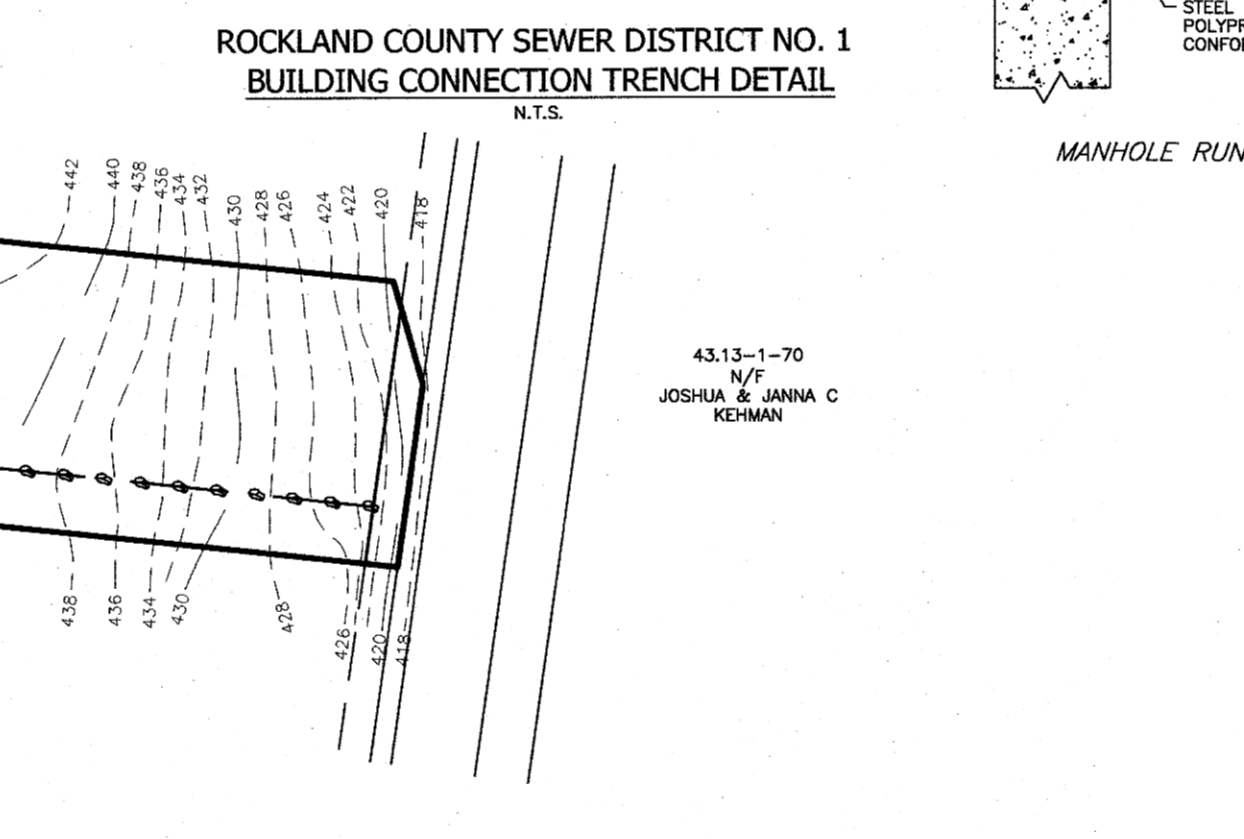 STEEL
POLYPR
CONFOR
ROCKLAND COUNTY SEWER DISTRICT NO. 1
BUILDING CONNECTION TRENCH DETAIL
N.T.S.
MANHOLE RUN
442
440
438
436
434
432
430
428
426
424
422
420
418
43.13-1-70
N/F
JOSHUA & JANNA C
KEHMAN
438
436
434
430
428
426
420
418